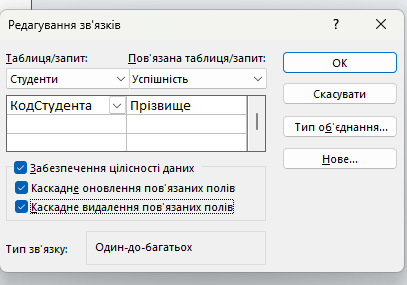 Редагування зв'язків ? ×
Таблиця/запит: Пов'язана таблиця/запит:
Студенти Успішність
КодСтудента Прізвище
ОК
Скасувати
Тип об'єднання...
Нове...
Забезпечення цілісності даних
Каскадне оновлення пов'язаних полів
Каскадне видалення пов'язаних полів
Тип зв'язку: Один-до-багатьох